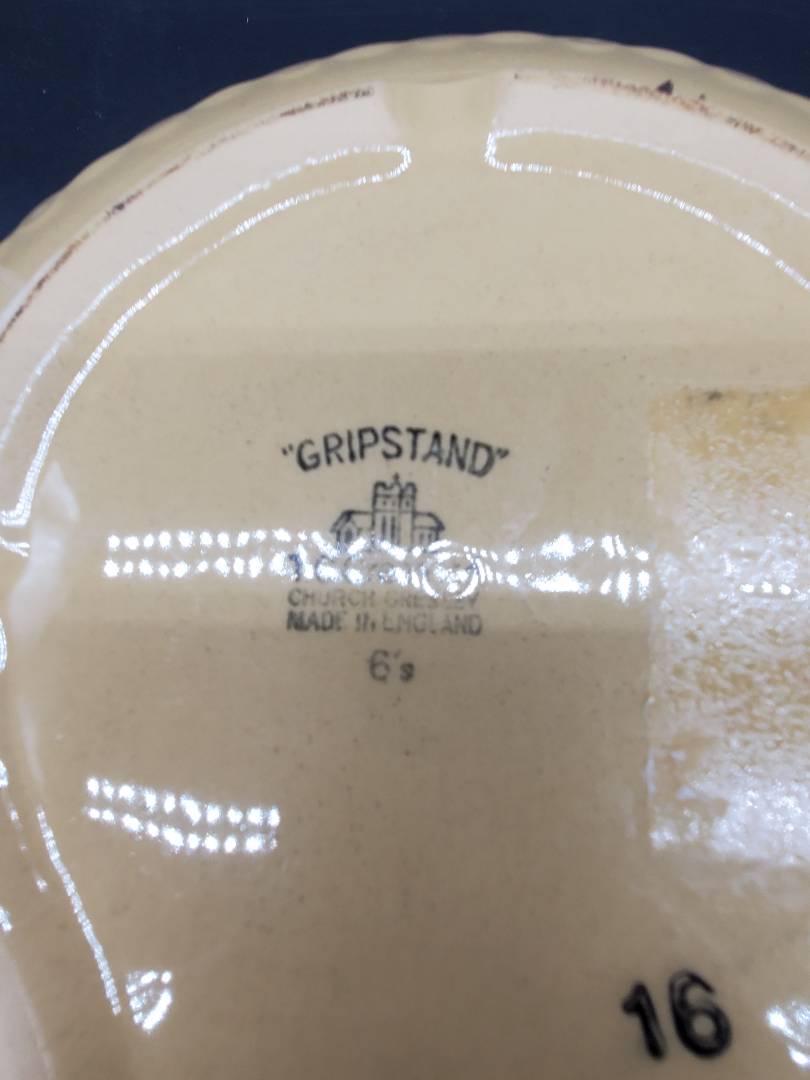 "GRIPSTAND"
CHURCH GRESLEY
MADE IN ENGLAND
6's
16